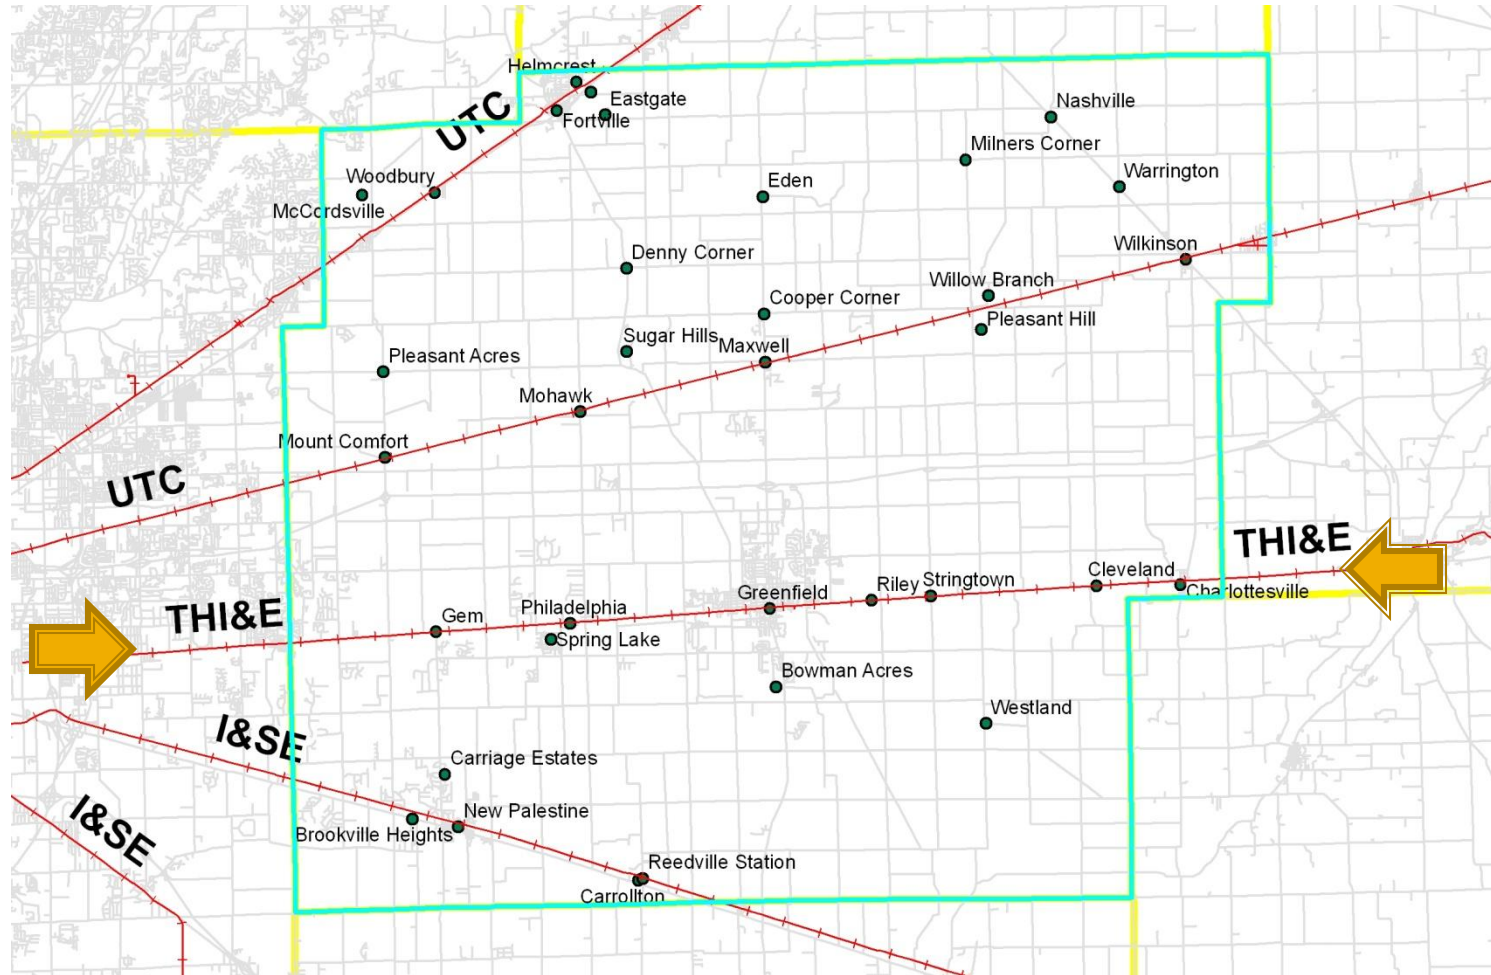 Helmcrest
UTC
Eastgate
Fortville
Nashville
Milners Corner
Warrington
Woodbury
McCordsville
Eden
Denny Corner
Wilkinson
Willow Branch
Cooper Corner
Pleasant Hill
Sugar Hills
Maxwell
Pleasant Acres
Mohawk
Mount Comfort
UTC
THI&E
Cleveland
Charlottesville
Riley
Stringtown
Greenfield
Philadelphia
THI&E
Gem
Spring Lake
Bowman Acres
Westland
I&SE
Carriage Estates
New Palestine
Brookville Heights
I&SE
Reedville Station
Carrollton